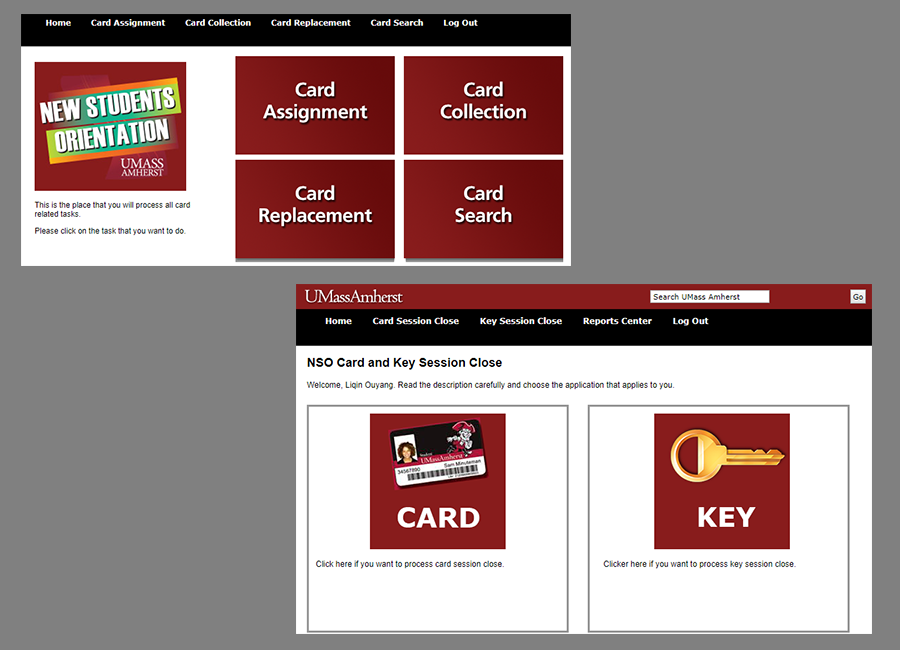 Home Card Assignment Card Collection Card Replacement Card Search Log Out
NEW STUDENTS
ORIENTATION
UMASS
AMHERST
This is the place that you will process all card
related tasks.
Please click on the task that you want to do.
Card
Assignment
Card
Collection
Card
Replacement
Card
Search
UMassAmherst
Search UMass Amherst
Go
Home Card Session Close Key Session Close Reports Center Log Out
NSO Card and Key Session Close
Welcome, Liqin Ouyang. Read the description carefully and choose the application that applies to you.
Student
UMassAmherst
Sam Minuteman
34567890
CARD
Click here if you want to process card session close.
KEY
Clicker here if you want to process key session close.